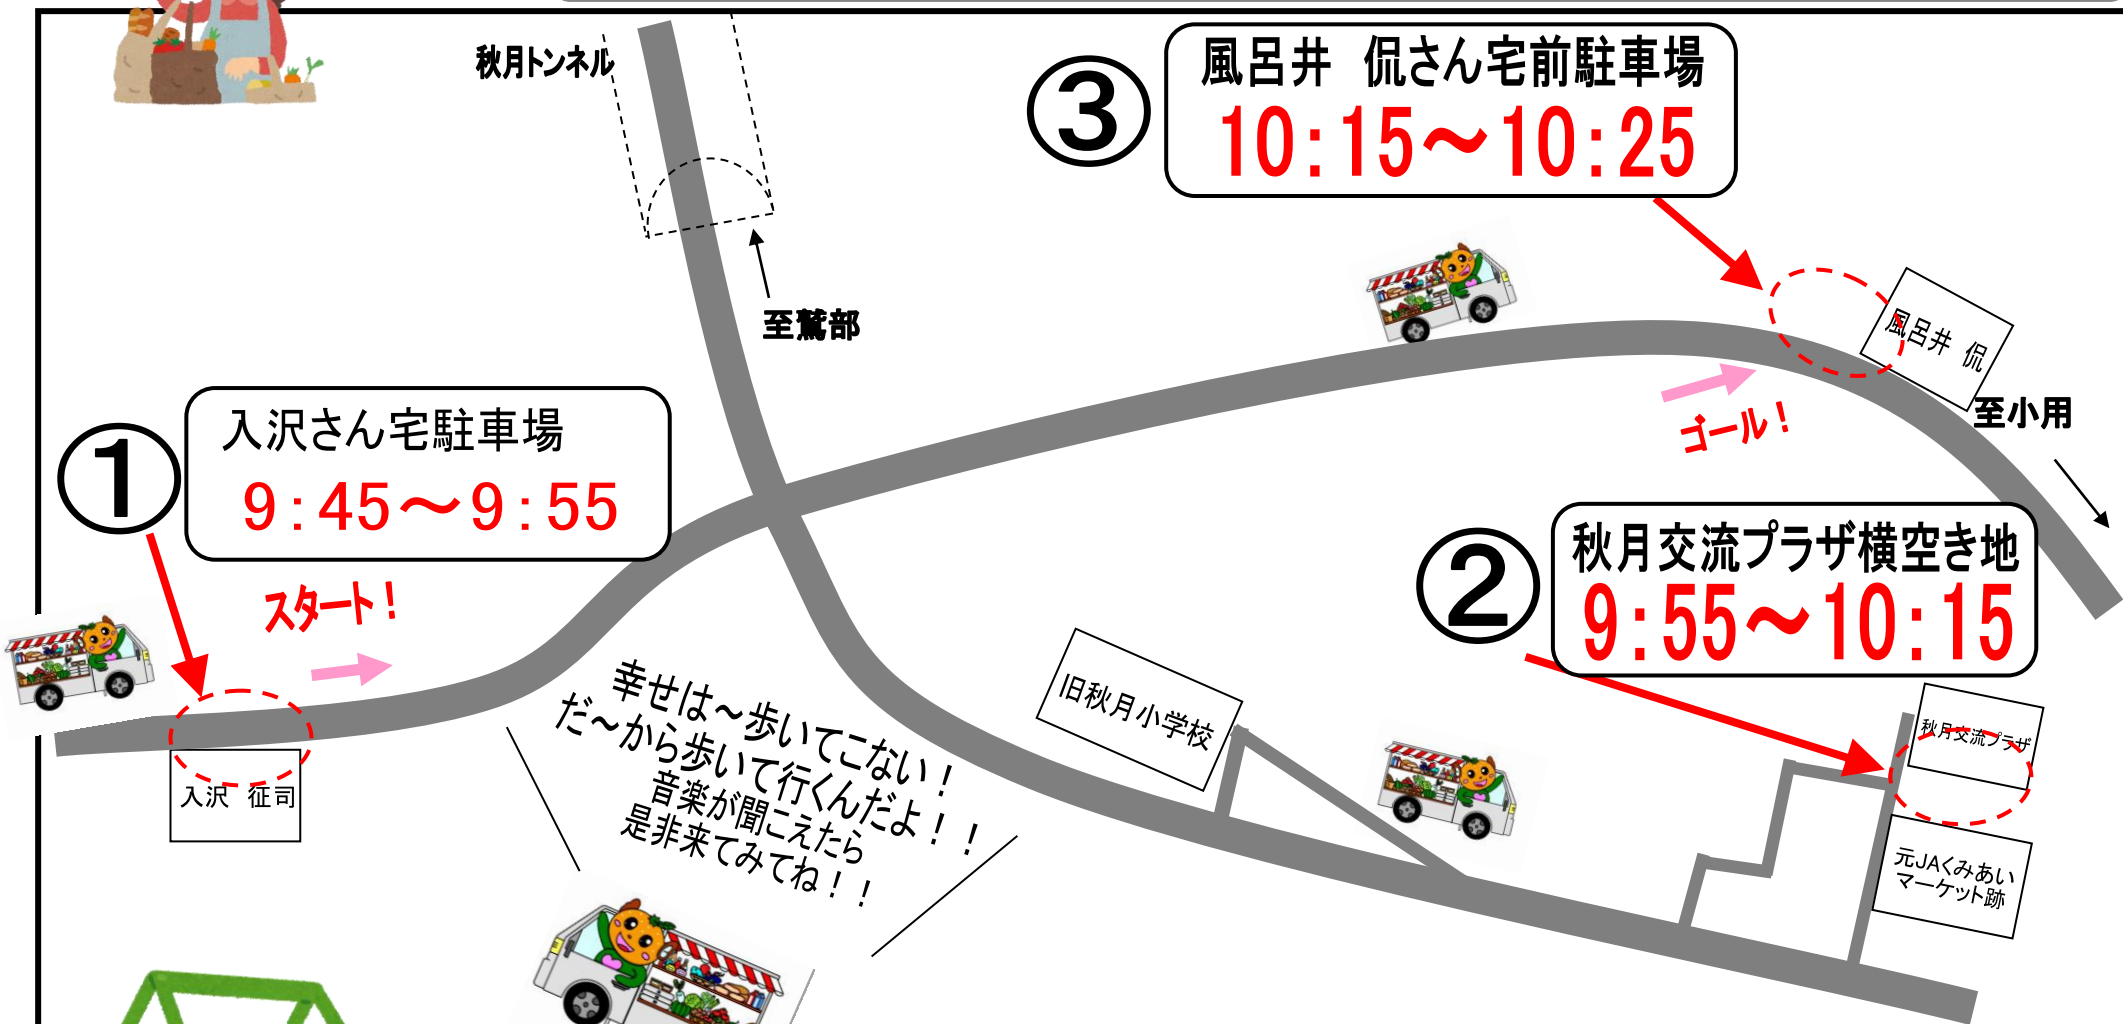 秋月トンネル
至鷲部
③
風呂井　侃さん宅前駐車場
10:15～10:25
風呂井　侃
至小用
ゴール！
①
入沢さん宅駐車場
9:45～9:55
スタート！
入沢　征司
②
秋月交流プラザ横空き地
9:55～10:15
旧秋月小学校
秋月交流プラザ
元JAくみあい
マーケット跡
幸せは～歩いてこない！
だ～から歩いて行くんだよ！！
音楽が聞こえたら
是非来てみてね！！